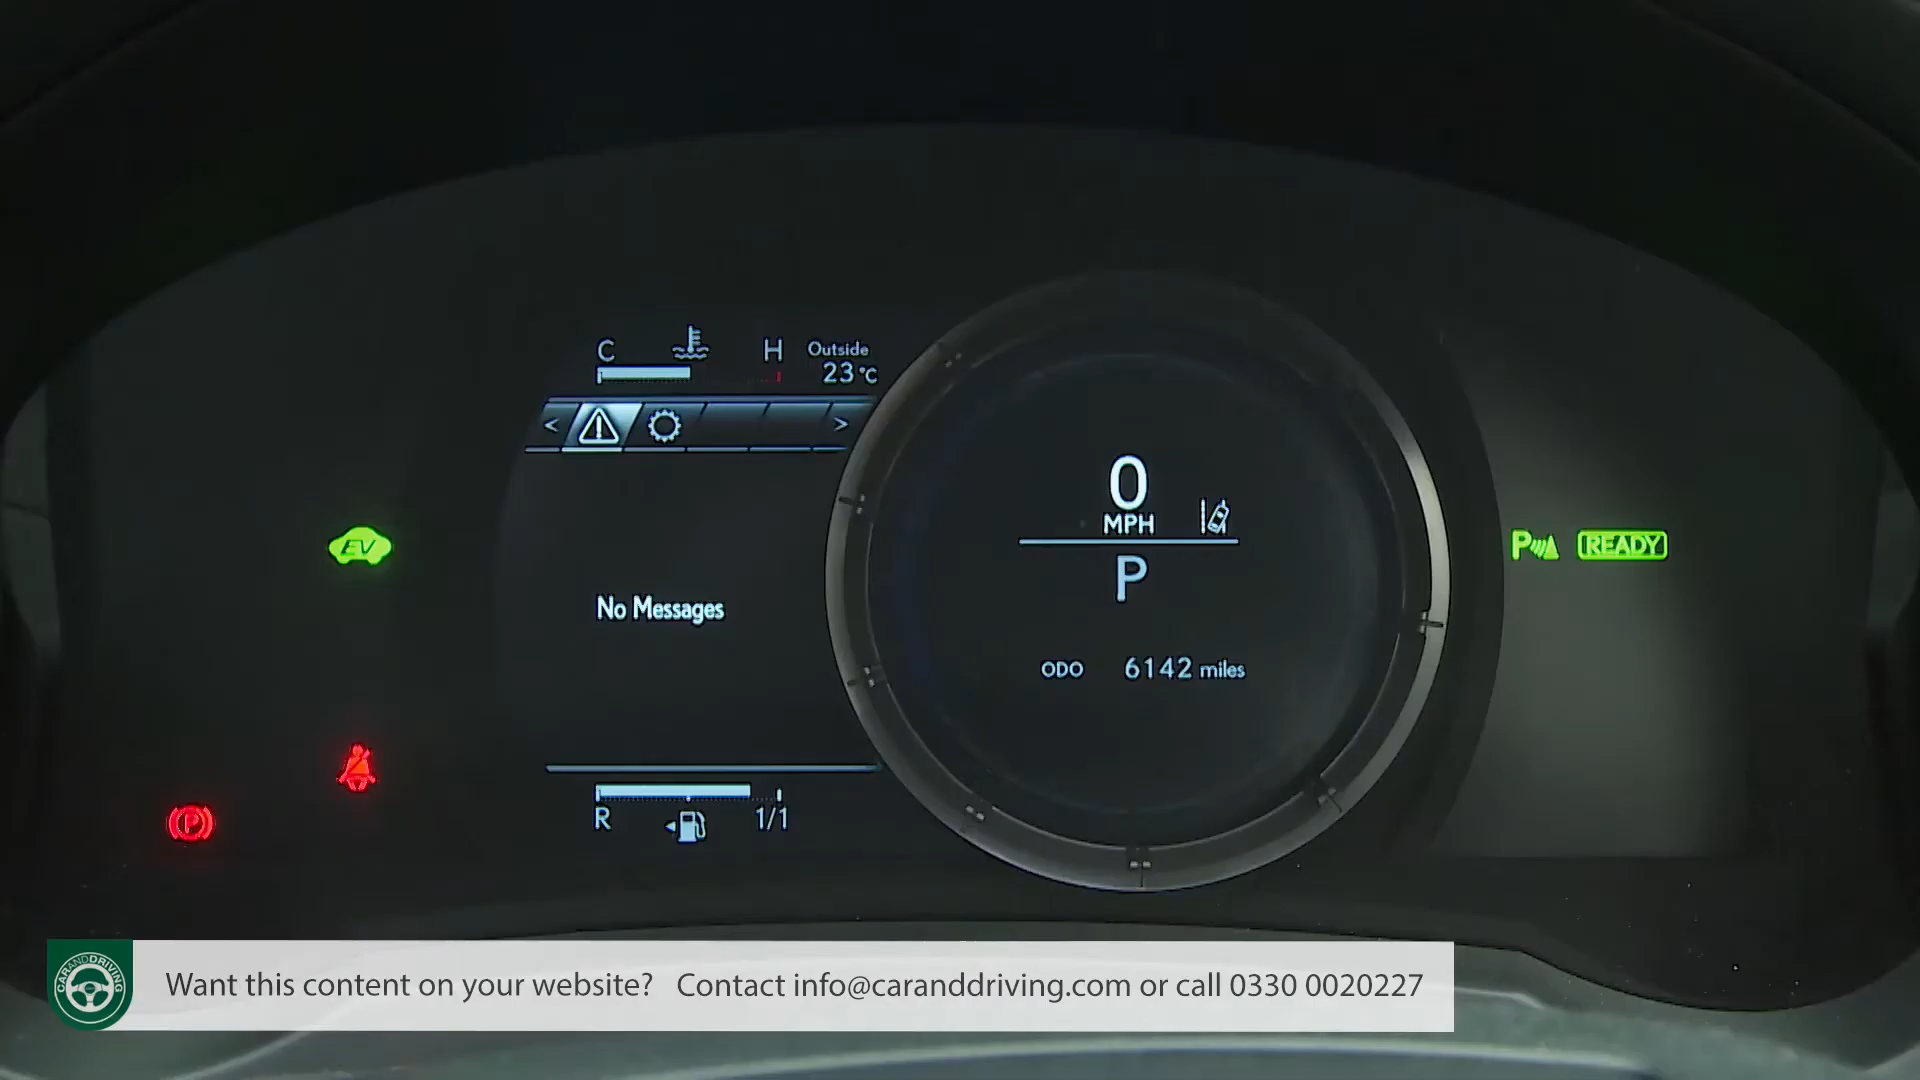 C H Outside
23°C
< >
0
MPH
EV
P READY
P
No Messages
ODO 6142 miles
R 1/1
P
CARANDDRIVING
Want this content on your website? Contact info@caranddriving.com or call 0330 0020227